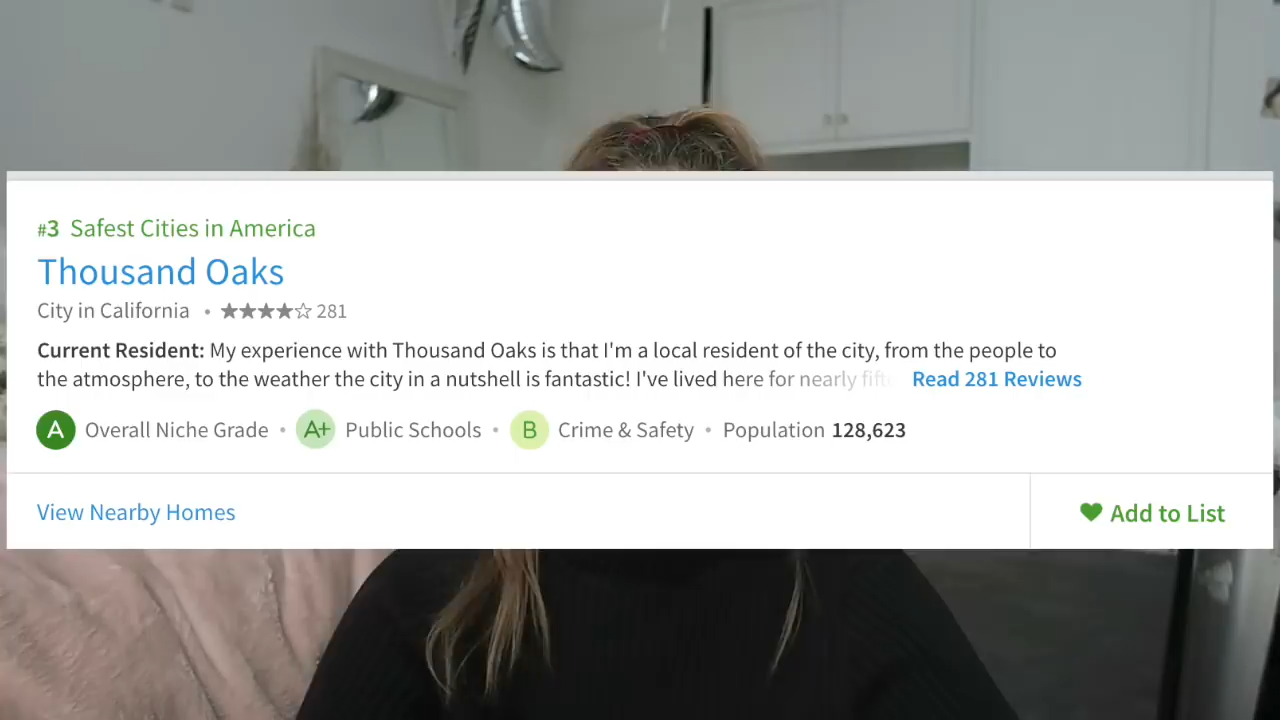 #3 Safest Cities in America
Thousand Oaks
City in California • ★★★★☆ 281
Current Resident: My experience with Thousand Oaks is that I'm a local resident of the city, from the people to
the atmosphere, to the weather the city in a nutshell is fantastic! I've lived here for nearly Read 281 Reviews
A Overall Niche Grade • A+ Public Schools • B Crime & Safety • Population 128,623
View Nearby Homes
Add to List